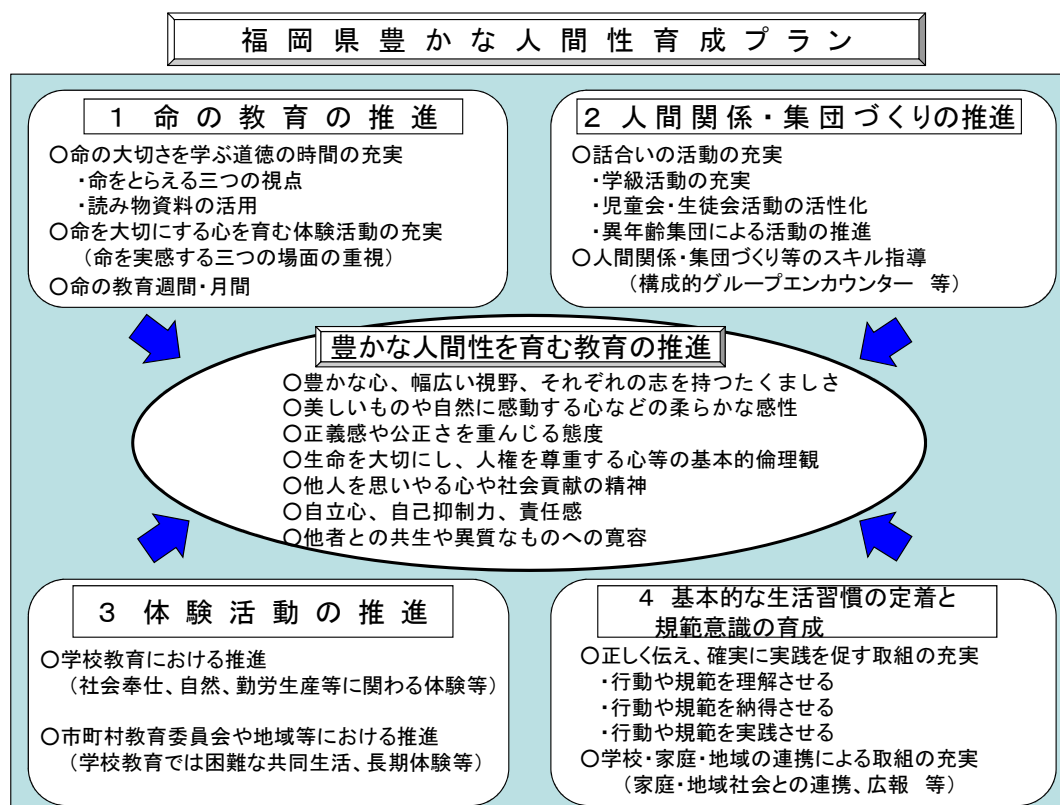 福岡県豊かな人間性育成プラン
1 命の教育の推進
○命の大切さを学ぶ道徳の時間の充実
・命をとらえる三つの視点
・読み物資料の活用
○命を大切にする心を育む体験活動の充実
(命を実感する三つの場面の重視)
○命の教育週間・月間
2 人間関係・集団づくりの推進
○話合いの活動の充実
・学級活動の充実
・児童会・生徒会活動の活性化
・異年齢集団による活動の推進
○人間関係・集団づくり等のスキル指導
(構成的グループエンカウンター 等)
豊かな人間性を育む教育の推進
○豊かな心、幅広い視野、それぞれの志を持つたくましさ
○美しいものや自然に感動する心などの柔らかな感性
○正義感や公正さを重んじる態度
○生命を大切にし、人権を尊重する心等の基本的倫理観
○他人を思いやる心や社会貢献の精神
○自立心、自己抑制力、責任感
○他者との共生や異質なものへの寛容
3 体験活動の推進
○学校教育における推進
(社会奉仕、自然、勤労生産等に関わる体験等)
○市町村教育委員会や地域等における推進
(学校教育では困難な共同生活、長期体験等)
4 基本的な生活習慣の定着と
規範意識の育成
○正しく伝え、確実に実践を促す取組の充実
・行動や規範を理解させる
・行動や規範を納得させる
・行動や規範を実践させる
○学校・家庭・地域の連携による取組の充実
(家庭・地域社会との連携、広報 等)